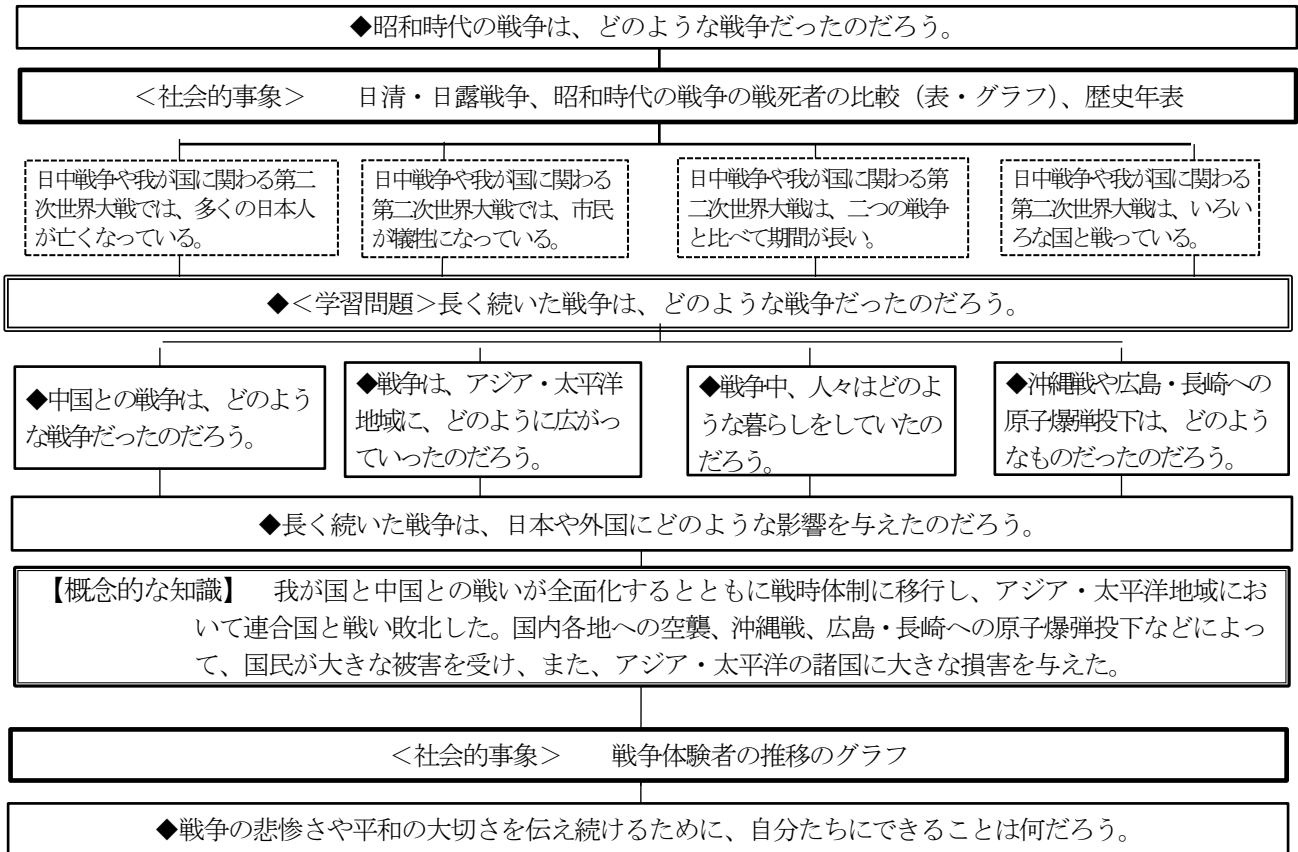 ◆昭和時代の戦争は、どのような戦争だったのだろう。
＜社会的事象＞　日清・日露戦争、昭和時代の戦争の戦死者の比較（表・グラフ）、歴史年表
日中戦争や我が国に関わる第二
次世界大戦では、多くの日本人
が亡くなっている。
日中戦争や我が国に関わる
第二次世界大戦では、市民
が犠牲になっている。
日中戦争や我が国に関わる第
二次世界大戦は、二つの戦争
と比べて期間が長い。
日中戦争や我が国に関わる
第二次世界大戦は、いろい
ろな国と戦っている。
◆＜学習問題＞長く続いた戦争は、どのような戦争だったのだろう。
◆中国との戦争は、どのよう
な戦争だったのだろう。
◆戦争は、アジア・太平洋
地域に、どのように広がっ
ていったのだろう。
◆戦争中、人々はどのよ
うな暮らしをしていたの
だろう。
◆沖縄戦や広島・長崎への
原子爆弾投下は、どのよう
なものだったのだろう。
◆長く続いた戦争は、日本や外国にどのような影響を与えたのだろう。
【概念的な知識】　我が国と中国との戦いが全面化するとともに戦時体制に移行し、アジア・太平洋地域にお
いて連合国と戦い敗北した。国内各地への空襲、沖縄戦、広島・長崎への原子爆弾投下などによっ
て、国民が大きな被害を受け、また、アジア・太平洋の諸国に大きな損害を与えた。
＜社会的事象＞　戦争体験者の推移のグラフ
◆戦争の悲惨さや平和の大切さを伝え続けるために、自分たちにできることは何だろう。